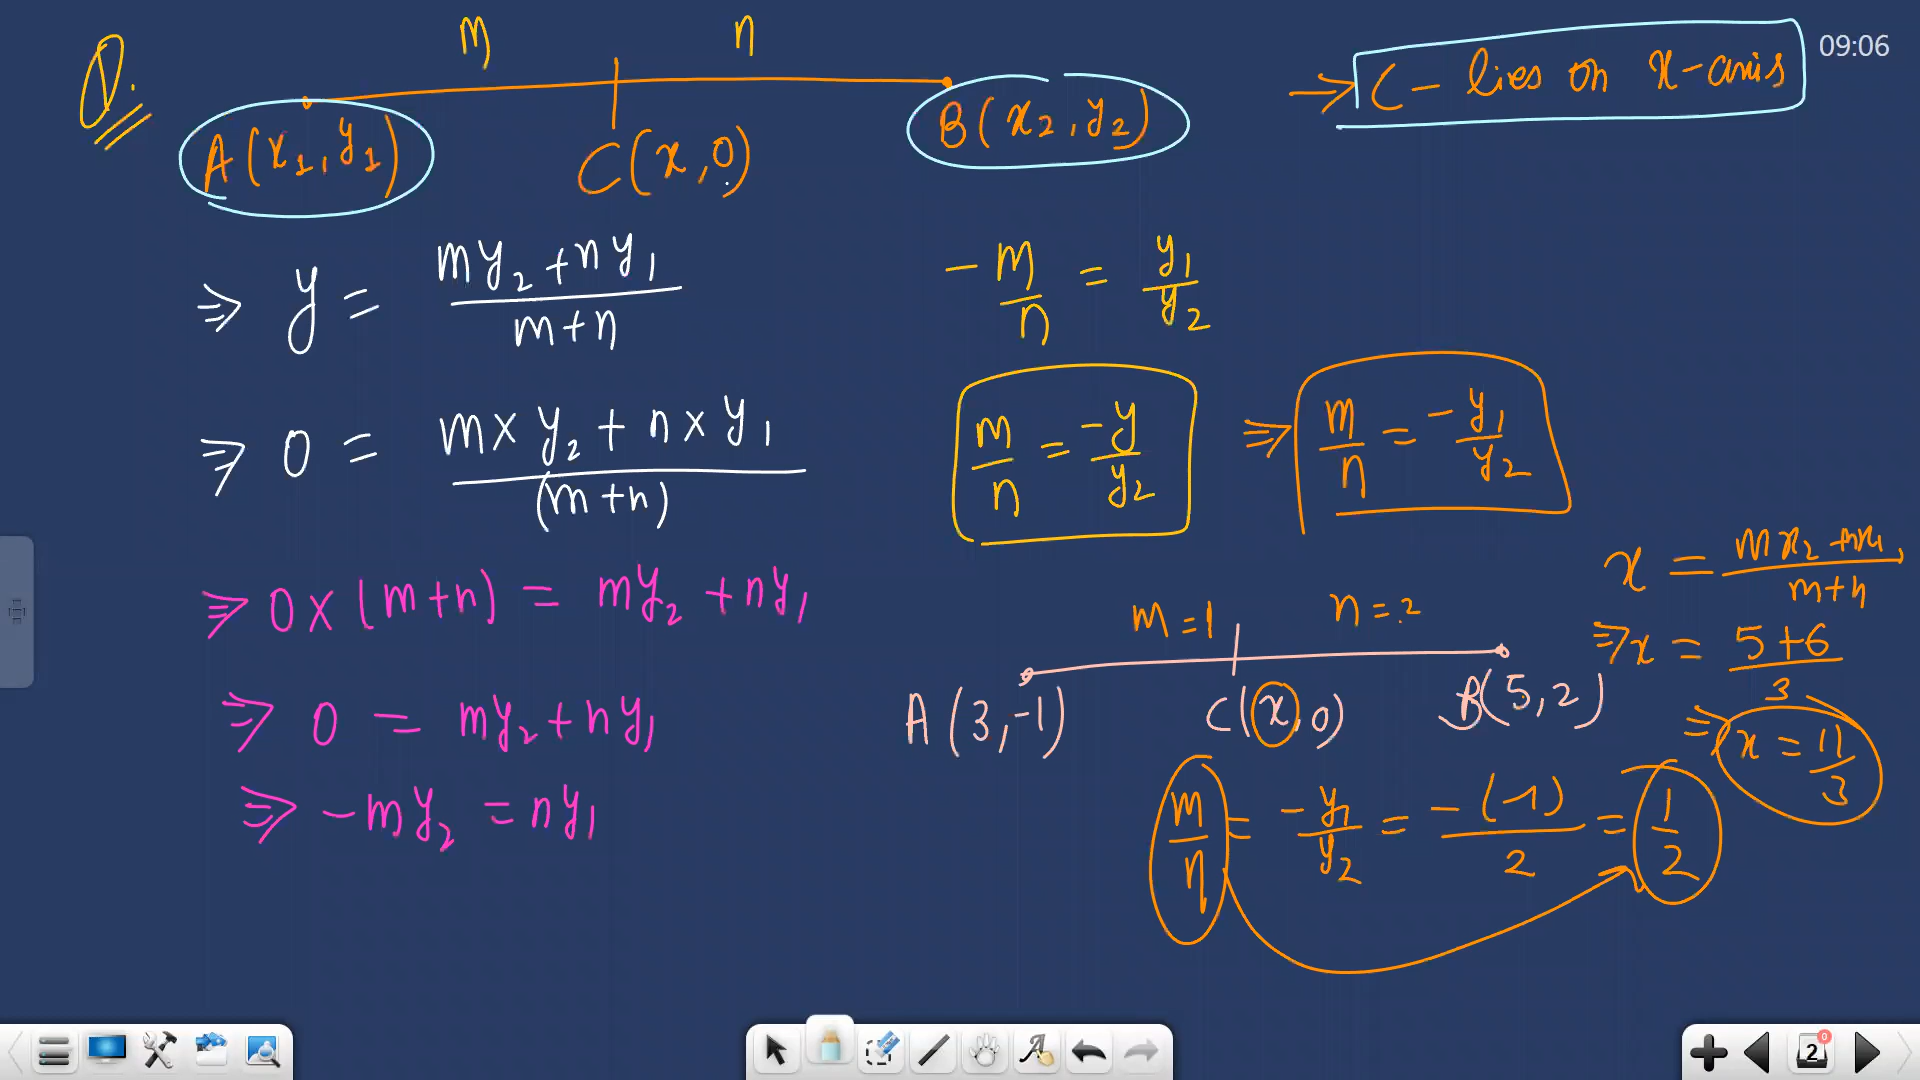 Q.
m n
A(x₁, y₁) C(x, 0) B(x₂, y₂)
→ C – lies on x-axis
09:06
⇒ y = (my₂ + ny₁)/(m+n)
⇒ 0 = (m × y₂ + n × y₁)/(m+n)
⇒ 0 × (m+n) = my₂ + ny₁
⇒ 0 = my₂ + ny₁
⇒ -my₂ = ny₁
-m/n = y₁/y₂
m/n = -y/y₂ ⇒ m/n = -y₁/y₂
m = 1 n = 2
A(3, -1) C(x, 0) B(5, 2)
m/n = -y₁/y₂ = -(-1)/2 = 1/2
x = (mx₂ + nx₁)/(m+n)
⇒ x = (5+6)/3
⇒ x = 11/3
2
0